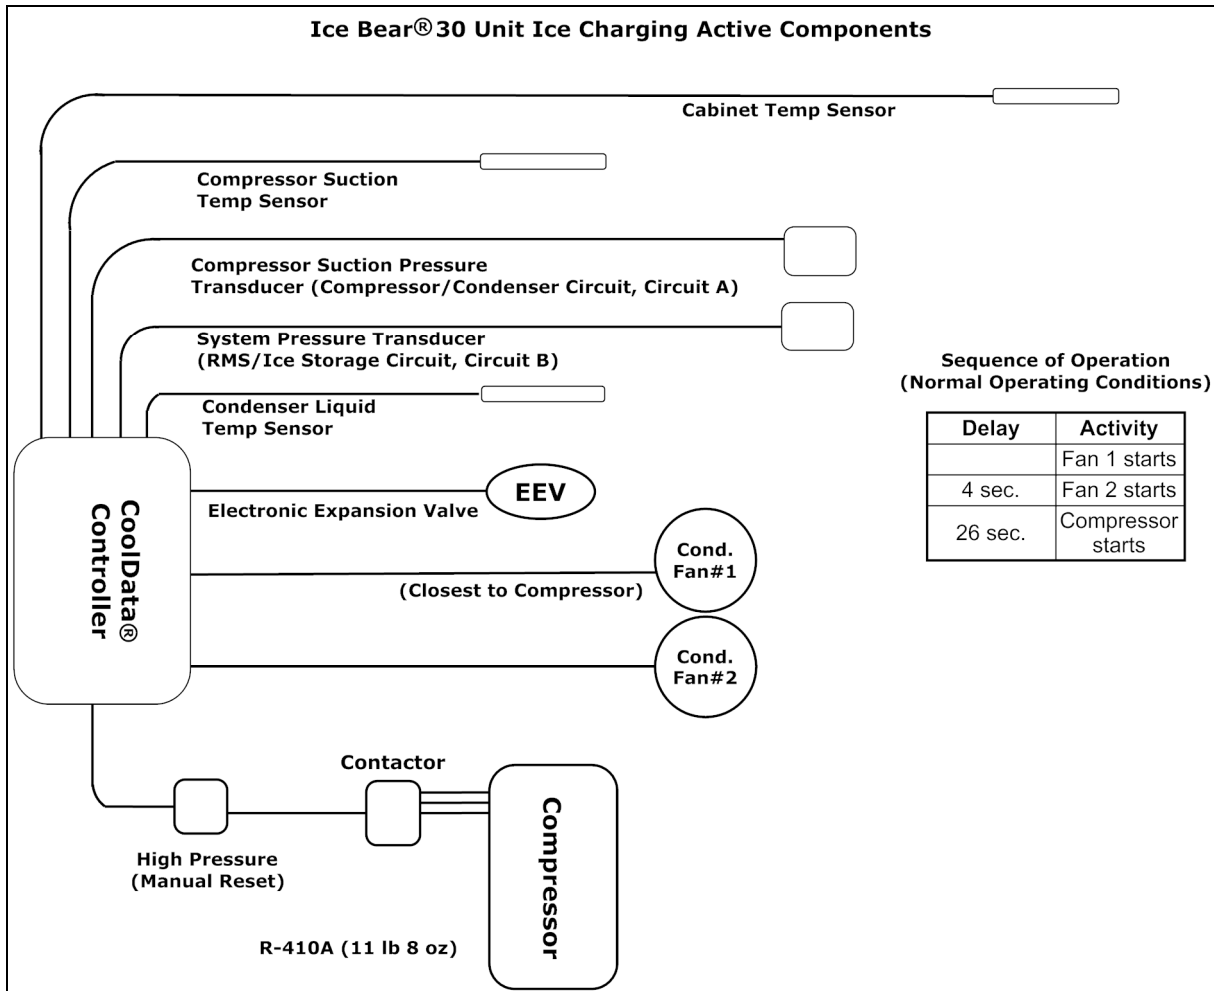 Ice Bear®30 Unit Ice Charging Active Components
Cabinet Temp Sensor
Compressor Suction
Temp Sensor
Compressor Suction Pressure
Transducer (Compressor/Condenser Circuit, Circuit A)
System Pressure Transducer
(RMS/Ice Storage Circuit, Circuit B)
Condenser Liquid
Temp Sensor
CoolData®
Controller
EEV
Electronic Expansion Valve
Cond.
Fan#1
(Closest to Compressor)
Cond.
Fan#2
Sequence of Operation
(Normal Operating Conditions)
Delay Activity
Fan 1 starts
4 sec. Fan 2 starts
26 sec. Compressor
starts
Contactor
Compressor
High Pressure
(Manual Reset)
R-410A (11 lb 8 oz)